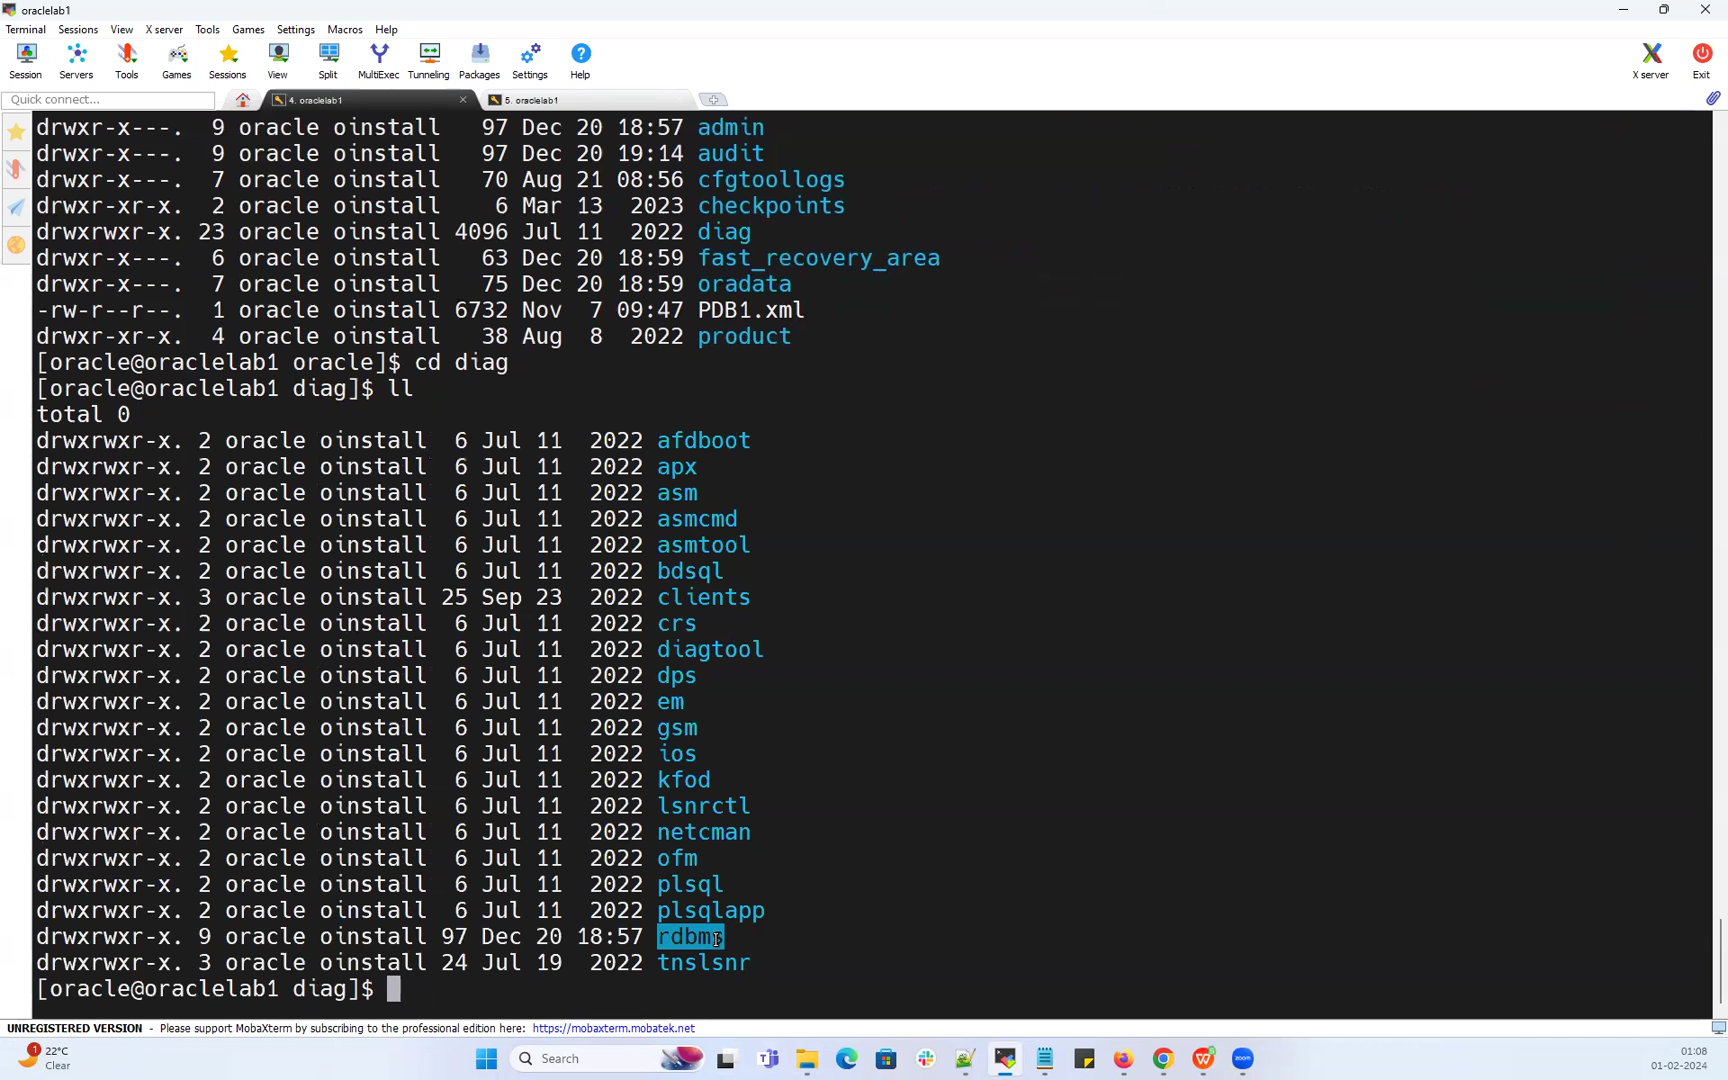 oraclelab1
Terminal Sessions View X server Tools Games Settings Macros Help
Session Servers Tools Games Sessions View Split MultiExec Tunneling Packages Settings Help X server Exit
Quick connect... 4. oraclelab1 5. oraclelab1
drwxr-x---. 9 oracle oinstall 97 Dec 20 18:57 admin
drwxr-x---. 9 oracle oinstall 97 Dec 20 19:14 audit
drwxr-x---. 7 oracle oinstall 70 Aug 21 08:56 cfgtoollogs
drwxr-xr-x. 2 oracle oinstall 6 Mar 13 2023 checkpoints
drwxrwxr-x. 23 oracle oinstall 4096 Jul 11 2022 diag
drwxr-x---. 6 oracle oinstall 63 Dec 20 18:59 fast_recovery_area
drwxr-x---. 7 oracle oinstall 75 Dec 20 18:59 oradata
-rw-r--r--. 1 oracle oinstall 6732 Nov 7 09:47 PDB1.xml
drwxr-xr-x. 4 oracle oinstall 38 Aug 8 2022 product
[oracle@oraclelab1 oracle]$ cd diag
[oracle@oraclelab1 diag]$ ll
total 0
drwxrwxr-x. 2 oracle oinstall 6 Jul 11 2022 afdboot
drwxrwxr-x. 2 oracle oinstall 6 Jul 11 2022 apx
drwxrwxr-x. 2 oracle oinstall 6 Jul 11 2022 asm
drwxrwxr-x. 2 oracle oinstall 6 Jul 11 2022 asmcmd
drwxrwxr-x. 2 oracle oinstall 6 Jul 11 2022 asmtool
drwxrwxr-x. 2 oracle oinstall 6 Jul 11 2022 bdsql
drwxrwxr-x. 3 oracle oinstall 25 Sep 23 2022 clients
drwxrwxr-x. 2 oracle oinstall 6 Jul 11 2022 crs
drwxrwxr-x. 2 oracle oinstall 6 Jul 11 2022 diagtool
drwxrwxr-x. 2 oracle oinstall 6 Jul 11 2022 dps
drwxrwxr-x. 2 oracle oinstall 6 Jul 11 2022 em
drwxrwxr-x. 2 oracle oinstall 6 Jul 11 2022 gsm
drwxrwxr-x. 2 oracle oinstall 6 Jul 11 2022 ios
drwxrwxr-x. 2 oracle oinstall 6 Jul 11 2022 kfod
drwxrwxr-x. 2 oracle oinstall 6 Jul 11 2022 lsnrctl
drwxrwxr-x. 2 oracle oinstall 6 Jul 11 2022 netcman
drwxrwxr-x. 2 oracle oinstall 6 Jul 11 2022 ofm
drwxrwxr-x. 2 oracle oinstall 6 Jul 11 2022 plsql
drwxrwxr-x. 2 oracle oinstall 6 Jul 11 2022 plsqlapp
drwxrwxr-x. 9 oracle oinstall 97 Dec 20 18:57 rdbms
drwxrwxr-x. 3 oracle oinstall 24 Jul 19 2022 tnslsnr
[oracle@oraclelab1 diag]$
UNREGISTERED VERSION - Please support MobaXterm by subscribing to the professional edition here: https://mobaxterm.mobatek.net
1 22°C Search 01:08
Clear 01-02-2024